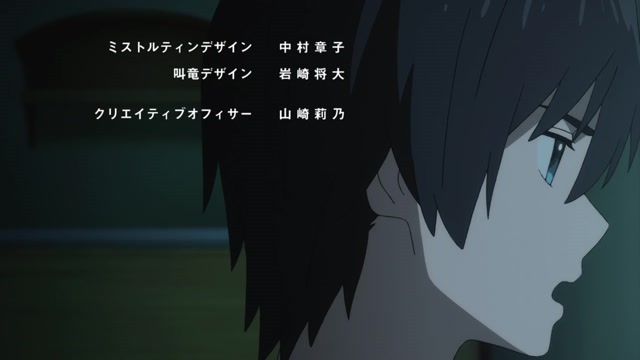 ミストルティンデザイン 中村章子
叫竜デザイン 岩崎将大
クリエイティブオフィサー 山崎莉乃